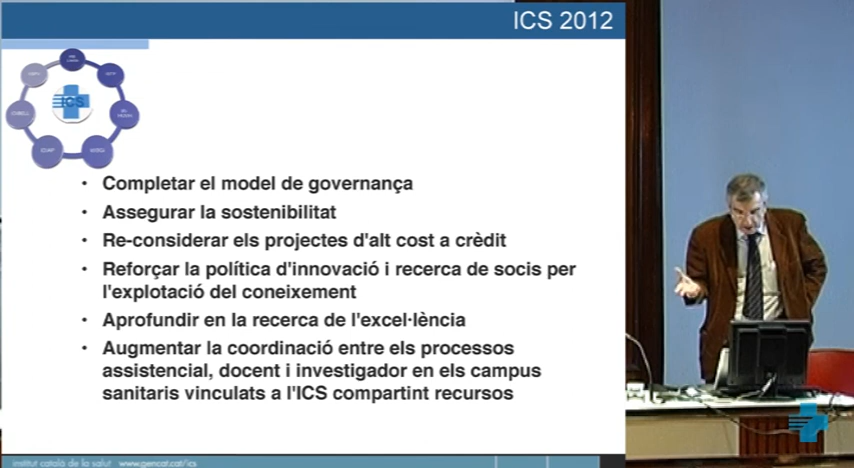 ICS 2012
ICS
• Completar el model de governança
• Assegurar la sostenibilitat
• Re-considerar els projectes d'alt cost a crèdit
• Reforçar la política d'innovació i recerca de socis per
l'explotació del coneixement
• Aprofundir en la recerca de l'excel·lència
• Augmentar la coordinació entre els processos
assistencial, docent i investigador en els campus
sanitaris vinculats a l'ICS compartint recursos
institut català de la salut www.gencat.cat/ics